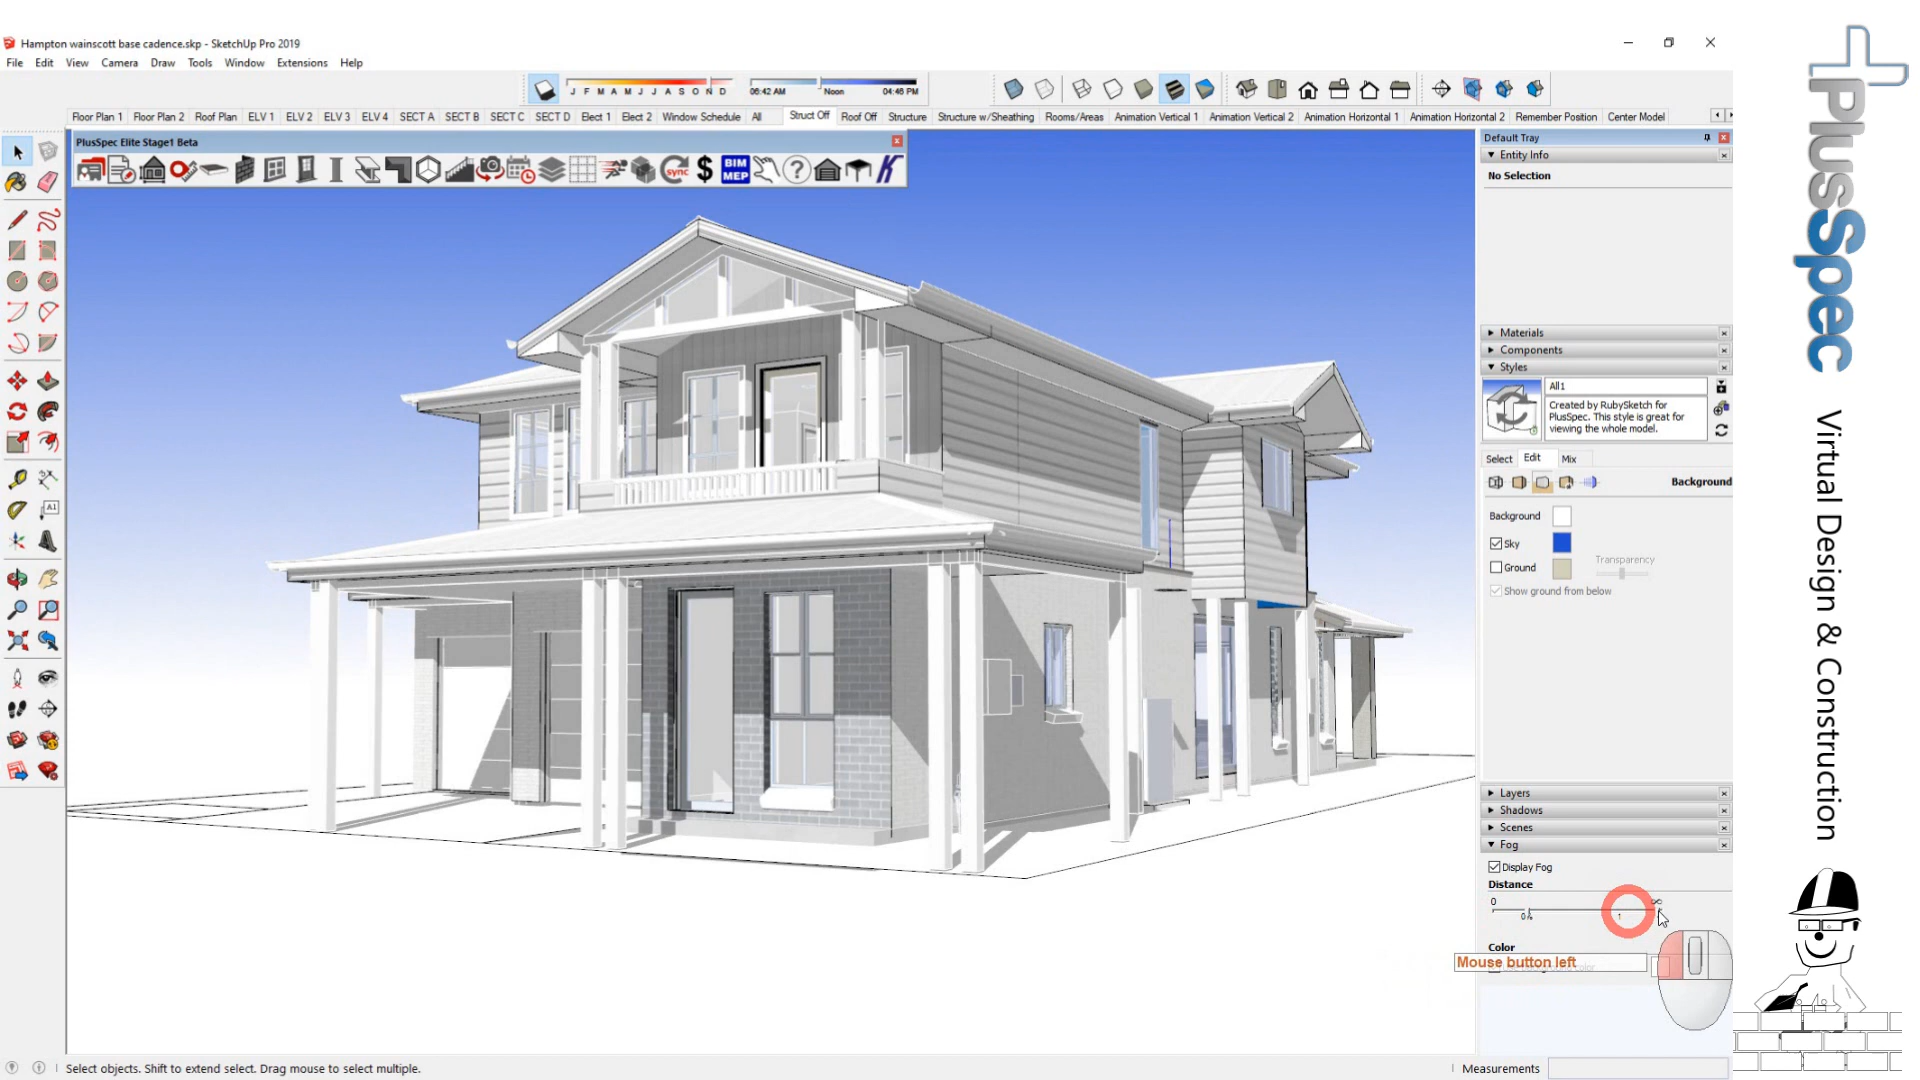 Hampton wainscott base cadence.skp - SketchUp Pro 2019
File Edit View Camera Draw Tools Window Extensions Help
J F M A M J J A S O N D 06:42 AM Noon 04:46 PM
Floor Plan 1 Floor Plan 2 Roof Plan ELV 1 ELV 2 ELV 3 ELV 4 SECT A SECT B SECT C SECT D Elect 1 Elect 2 Window Schedule All Struct Off Roof Off Structure Structure w/Sheathing Rooms/Areas Animation Vertical 1 Animation Vertical 2 Animation Horizontal 1 Animation Horizontal 2 Remember Position Center Model
PlusSpec Elite Stage1 Beta
sync $ BIM MEP ? K
Default Tray
Entity Info
No Selection
Materials
Components
Styles
All1
Created by RubySketch for
PlusSpec. This style is great for
viewing the whole model.
Select Edit Mix
Background
Background
Sky
Ground Transparency
Show ground from below
Layers
Shadows
Scenes
Fog
Display Fog
Distance
0 ∞
0% 1
Color
Mouse button left
color
A1
Select objects. Shift to extend select. Drag mouse to select multiple.
Measurements
PlusSpec
Virtual Design & Construction